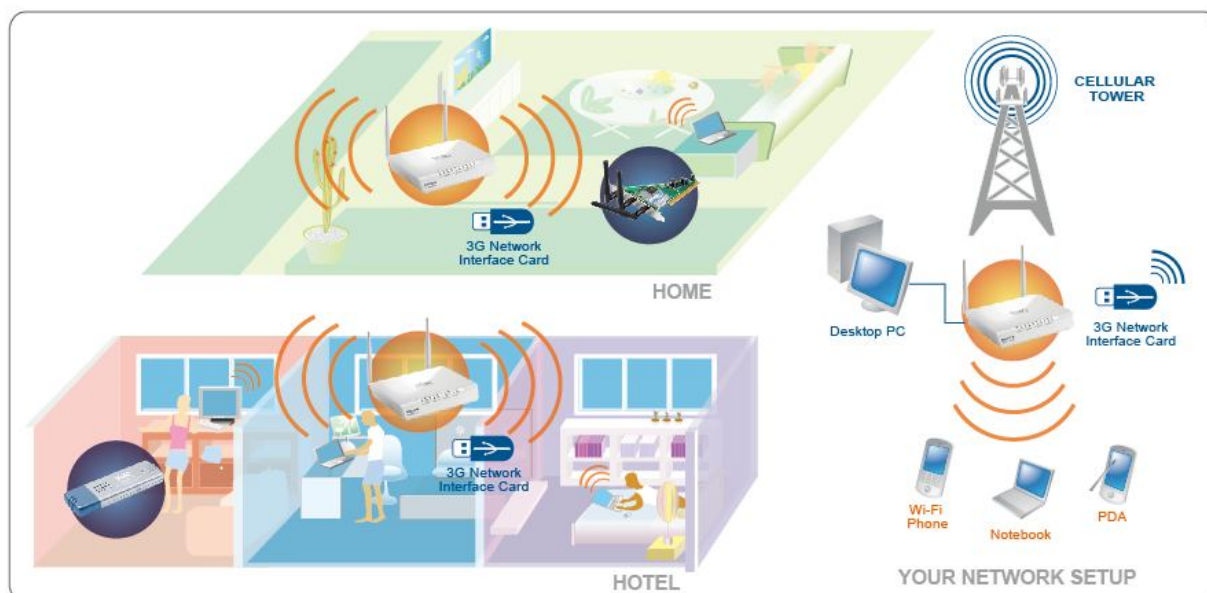 CELLULAR
TOWER
3G Network
Interface Card
HOME
Desktop PC
3G Network
Interface Card
3G Network
Interface Card
Wi-Fi
Phone
Notebook
PDA
HOTEL
YOUR NETWORK SETUP